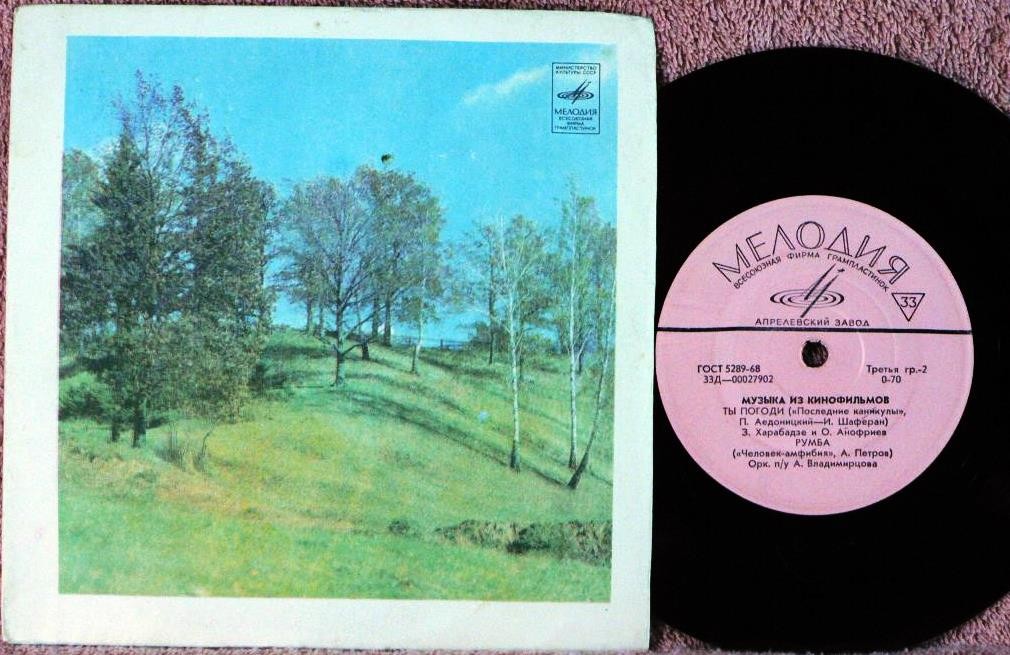 МИНИСТЕРСТВО
КУЛЬТУРЫ СССР
МЕЛОДИЯ
ВСЕСОЮЗНАЯ
ФИРМА
ГРАМПЛАСТИНОК
МЕЛОДИЯ
ВСЕСОЮЗНАЯ ФИРМА ГРАМПЛАСТИНОК
33
АПРЕЛЕВСКИЙ ЗАВОД
ГОСТ 5289-68
33Д—00027902
Третья гр.-2
0-70
МУЗЫКА ИЗ КИНОФИЛЬМОВ
ТЫ ПОГОДИ («Последние каникулы»,
П. Аедоницкий—И. Шаферан)
З. Харабадзе и О. Анофриев
РУМБА
(«Человек-амфибия», А. Петров)
Орк. п/у А. Владимирцова